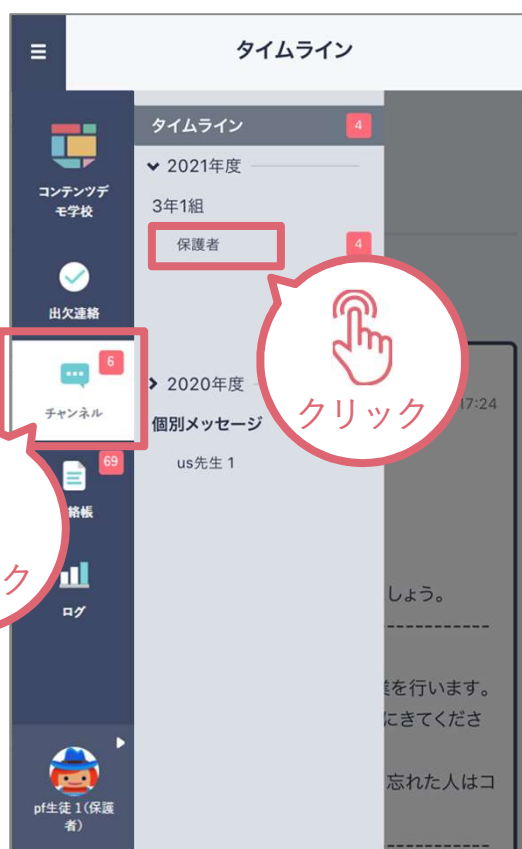 タイムライン
コンテンツデ
モ学校
出欠連絡
6
チャンネル
69
絡帳
ログ
pf生徒1(保護
者)
タイムライン
4
2021年度
3年1組
保護者
4
2020年度
個別メッセージ
us先生1
クリック
ク
17:24
しょう。
-----------
を行います。
にきてくださ
忘れた人はコ
-----------